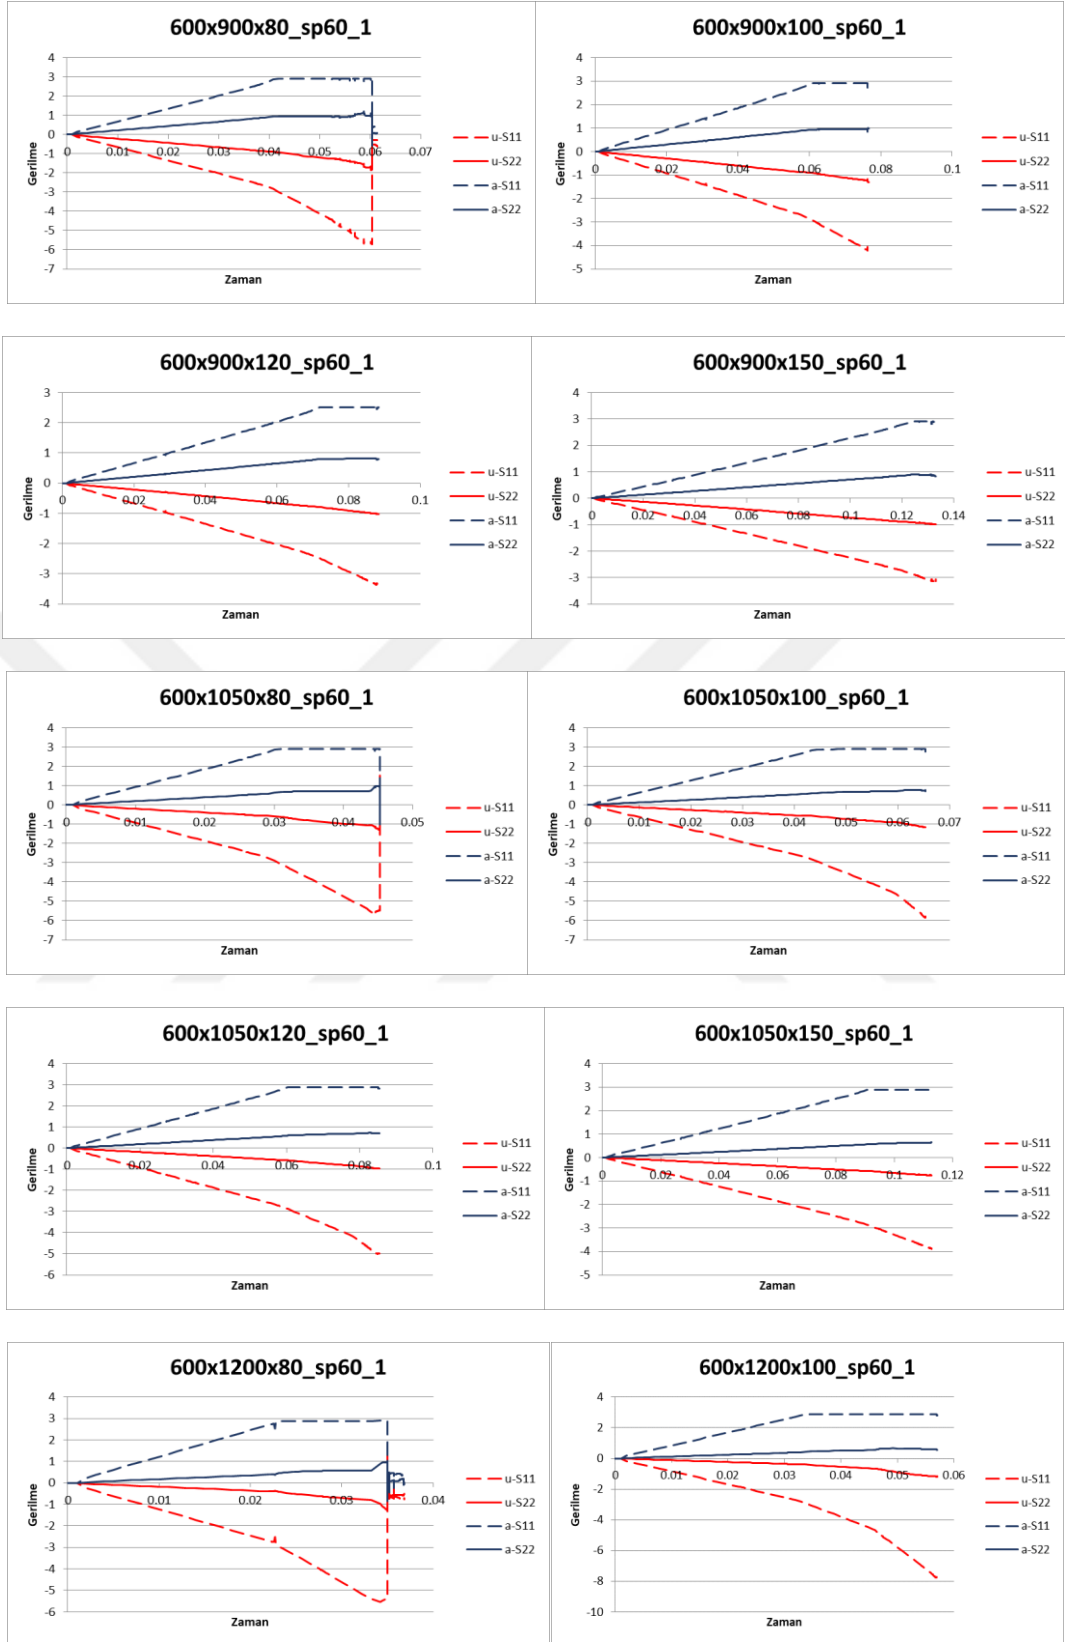 600x900x80_sp60_1
4
3
2
1
0
-1
-2
-3
-4
-5
-6
-7
0 0.01 0.02 0.03 0.04 0.05 0.06 0.07
Gerilme
Zaman
u-S11
u-S22
a-S11
a-S22
600x900x100_sp60_1
4
3
2
1
0
-1
-2
-3
-4
-5
0 0.02 0.04 0.06 0.08 0.1
Gerilme
Zaman
u-S11
u-S22
a-S11
a-S22
600x900x120_sp60_1
3
2
1
0
-1
-2
-3
-4
0 0.02 0.04 0.06 0.08 0.1
Gerilme
Zaman
u-S11
u-S22
a-S11
a-S22
600x900x150_sp60_1
4
3
2
1
0
-1
-2
-3
-4
0 0.02 0.04 0.06 0.08 0.1 0.12 0.14
Gerilme
Zaman
u-S11
u-S22
a-S11
a-S22
600x1050x80_sp60_1
4
3
2
1
0
-1
-2
-3
-4
-5
-6
-7
0 0.01 0.02 0.03 0.04 0.05
Gerilme
Zaman
u-S11
u-S22
a-S11
a-S22
600x1050x100_sp60_1
4
3
2
1
0
-1
-2
-3
-4
-5
-6
-7
0 0.01 0.02 0.03 0.04 0.05 0.06 0.07
Gerilme
Zaman
u-S11
u-S22
a-S11
a-S22
600x1050x120_sp60_1
4
3
2
1
0
-1
-2
-3
-4
-5
-6
0 0.02 0.04 0.06 0.08 0.1
Gerilme
Zaman
u-S11
u-S22
a-S11
a-S22
600x1050x150_sp60_1
4
3
2
1
0
-1
-2
-3
-4
-5
0 0.02 0.04 0.06 0.08 0.1 0.12
Gerilme
Zaman
u-S11
u-S22
a-S11
a-S22
600x1200x80_sp60_1
4
3
2
1
0
-1
-2
-3
-4
-5
-6
0 0.01 0.02 0.03 0.04
Gerilme
Zaman
u-S11
u-S22
a-S11
a-S22
600x1200x100_sp60_1
4
2
0
-2
-4
-6
-8
-10
0 0.01 0.02 0.03 0.04 0.05 0.06
Gerilme
Zaman
u-S11
u-S22
a-S11
a-S22